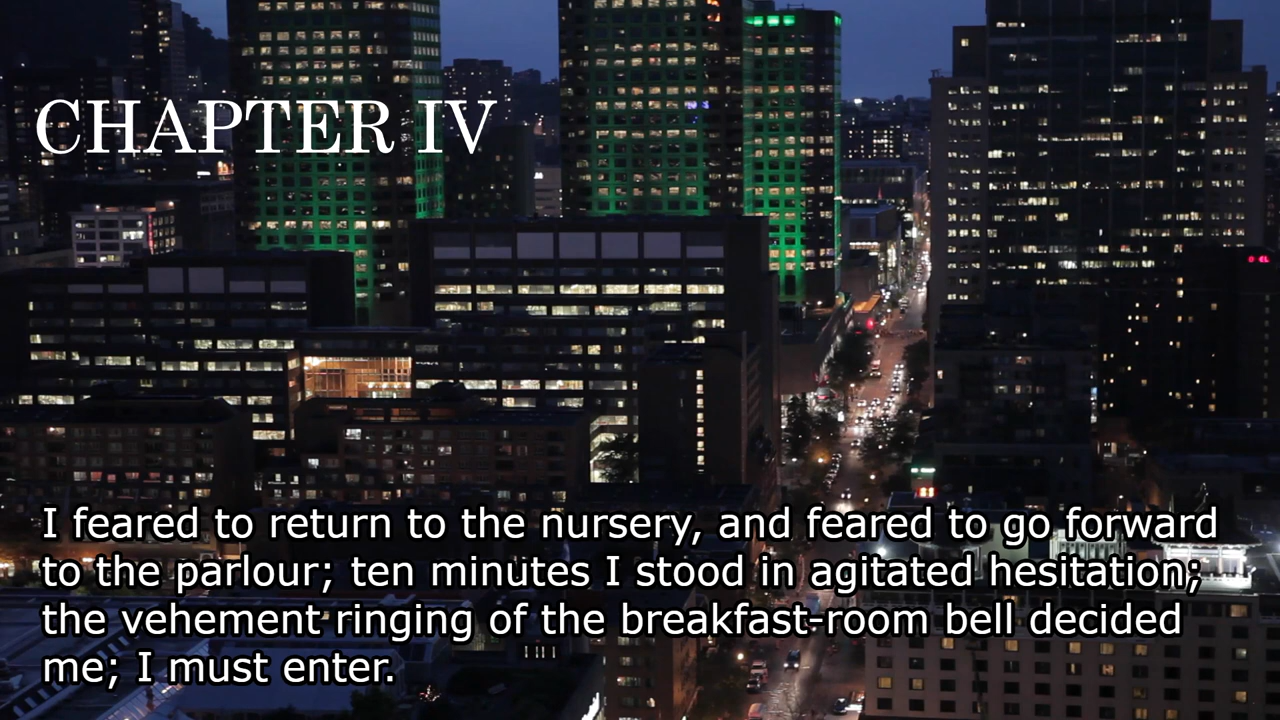 CHAPTER IV
I feared to return to the nursery, and feared to go forward
to the parlour; ten minutes I stood in agitated hesitation;
the vehement ringing of the breakfast-room bell decided
me; I must enter.